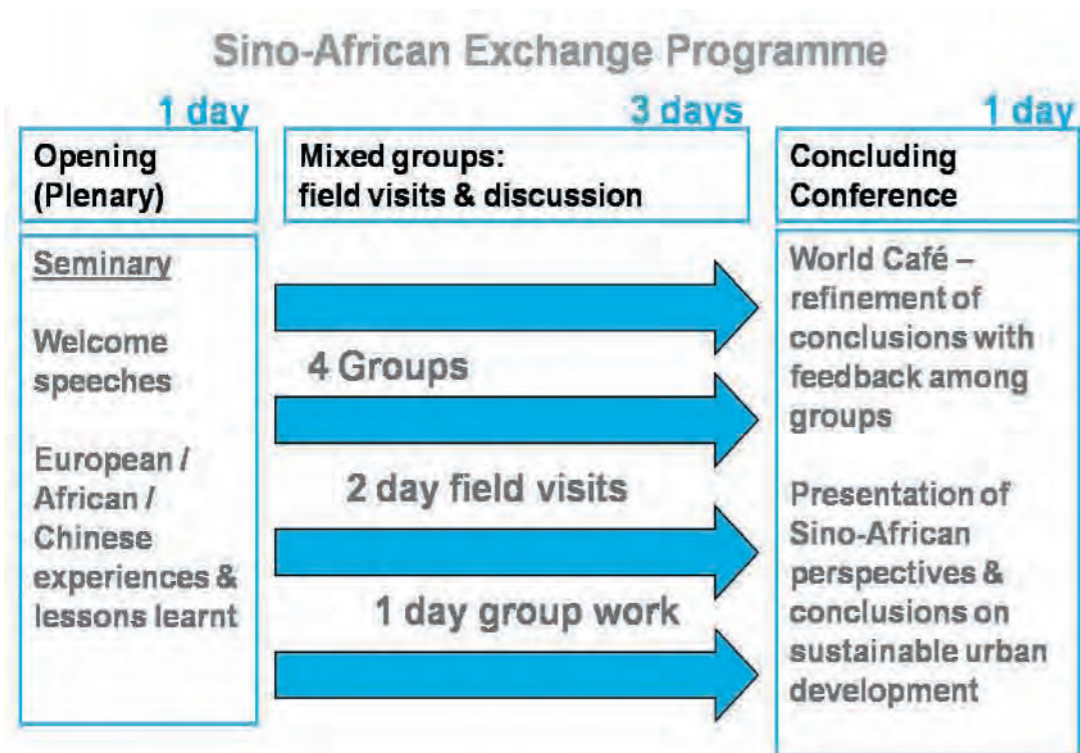 Sino-African Exchange Programme
1 day
Opening
(Plenary)
Seminary
Welcome
speeches
European /
African /
Chinese
experiences &
lessons learnt
3 days
Mixed groups:
field visits & discussion
4 Groups
2 day field visits
1 day group work
1 day
Concluding
Conference
World Café –
refinement of
conclusions with
feedback among
groups
Presentation of
Sino-African
perspectives &
conclusions on
sustainable urban
development